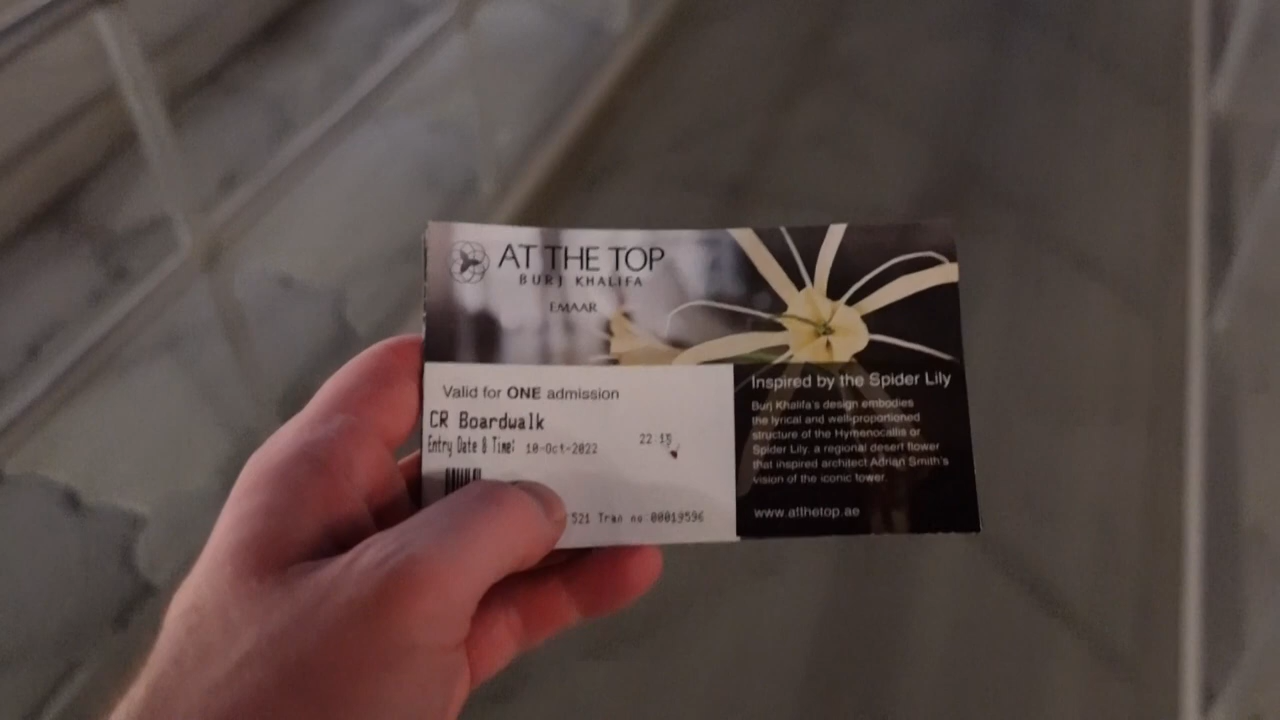 AT THE TOP
BURJ KHALIFA
EMAAR
Valid for ONE admission
CR Boardwalk
Entry Date & Time: 10-Oct-2022 22:15
521 Tran no 00019596
Inspired by the Spider Lily
Burj Khalifa's design embodies
the lyrical and well-proportioned
structure of the Hymenocallis or
Spider Lily, a regional desert flower
that inspired architect Adrian Smith's
vision of the iconic tower.
www.atthetop.ae